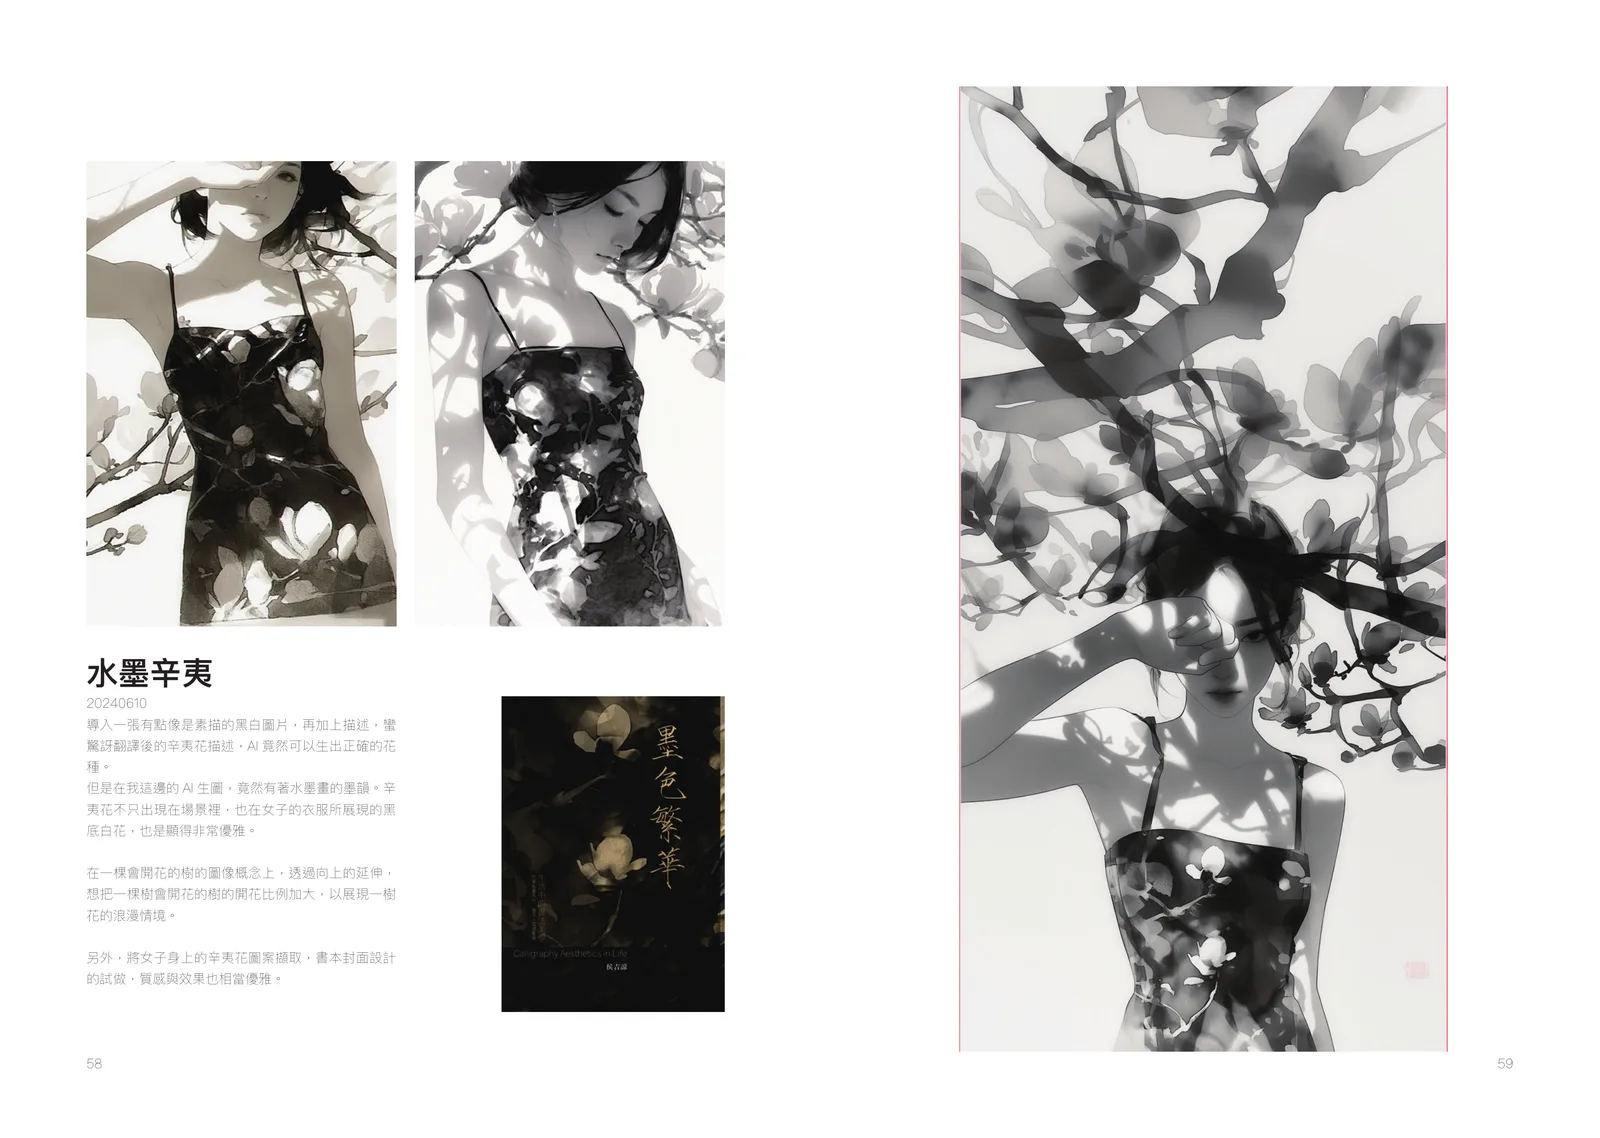 水墨辛夷
20240610
導入一張有點像是素描的黑白圖片，再加上描述，蠻
驚訝翻譯後的辛夷花描述，AI 竟然可以生出正確的花
種。
但是在我這邊的 AI 生圖，竟然有著水墨畫的墨韻。辛
夷花不只出現在場景裡，也在女子的衣服所展現的黑
底白花，也是顯得非常優雅。
在一棵會開花的樹的圖像概念上，透過向上的延伸，
想把一棵樹會開花的樹的開花比例加大，以展現一樹
花的浪漫情境。
另外，將女子身上的辛夷花圖案擷取，書本封面設計
的試做，質感與效果也相當優雅。
墨色繁華
Calligraphy Aesthetics in Life
侯吉諒
58
59